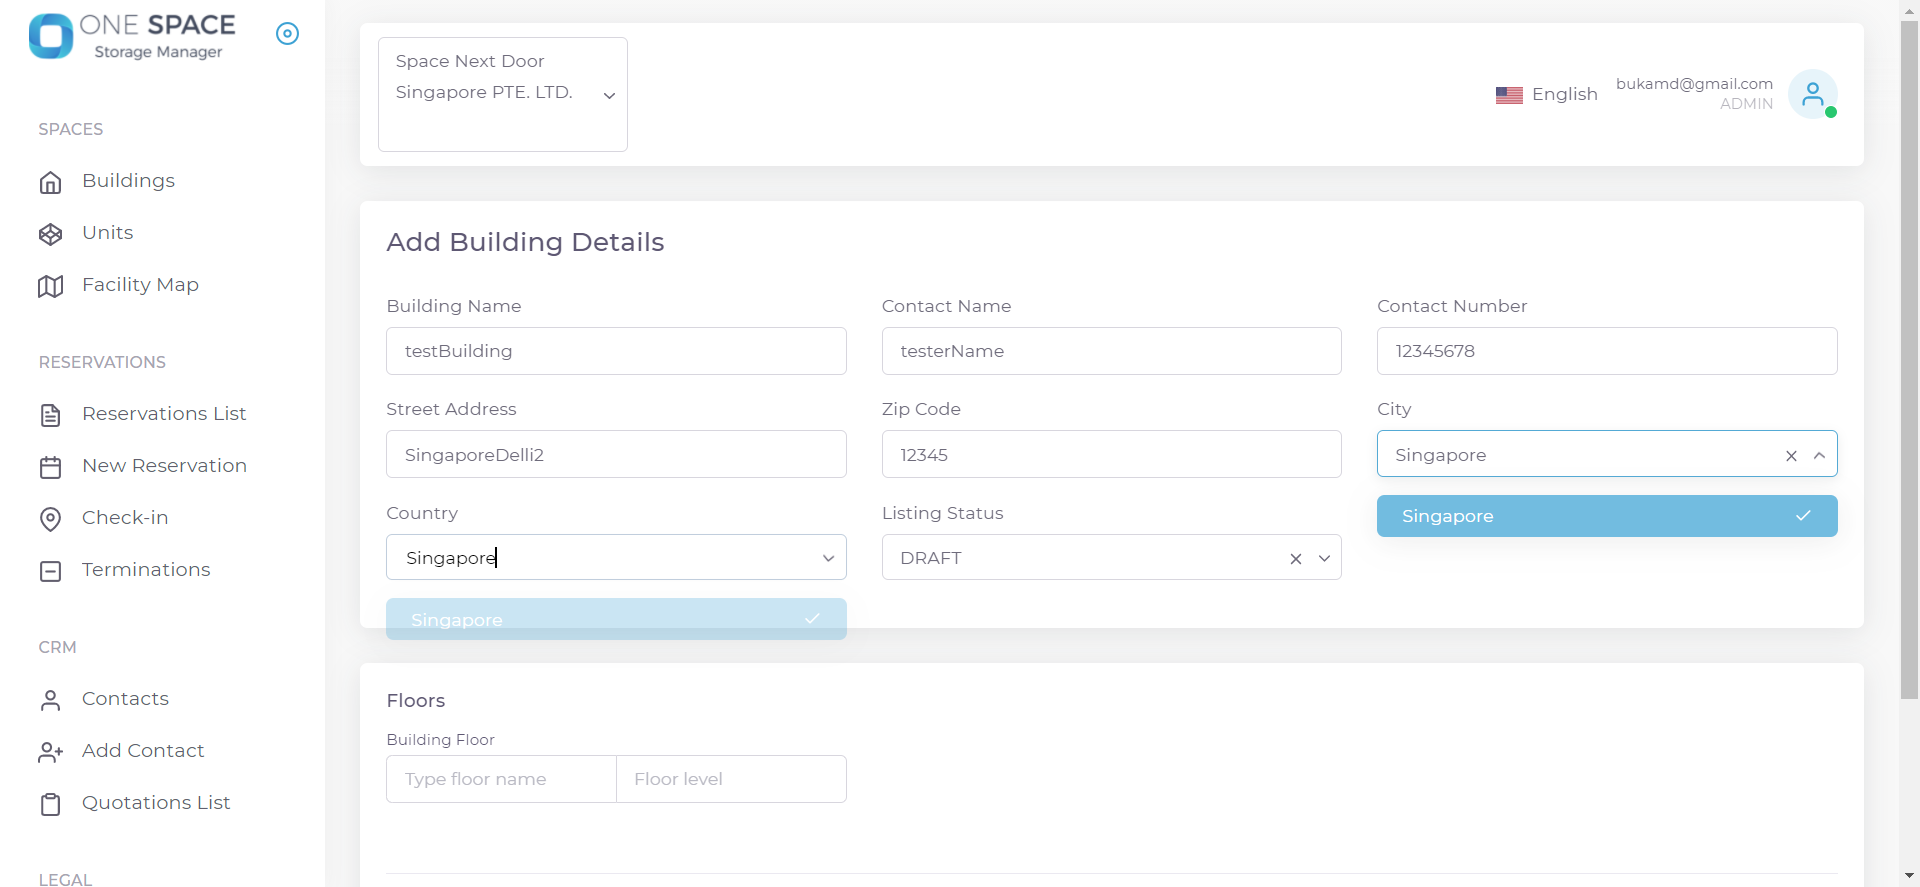 ONE SPACE
Storage Manager
SPACES
Buildings
Units
Facility Map
RESERVATIONS
Reservations List
New Reservation
Check-in
Terminations
CRM
Contacts
Add Contact
Quotations List
LEGAL
Space Next Door
Singapore PTE. LTD.
English
bukamd@gmail.com
ADMIN
Add Building Details
Building Name
Contact Name
Contact Number
testBuilding
testerName
12345678
Street Address
Zip Code
City
SingaporeDelli2
12345
Singapore
Country
Listing Status
Singapore
Singapore
DRAFT
Singapore
Floors
Building Floor
Type floor name
Floor level